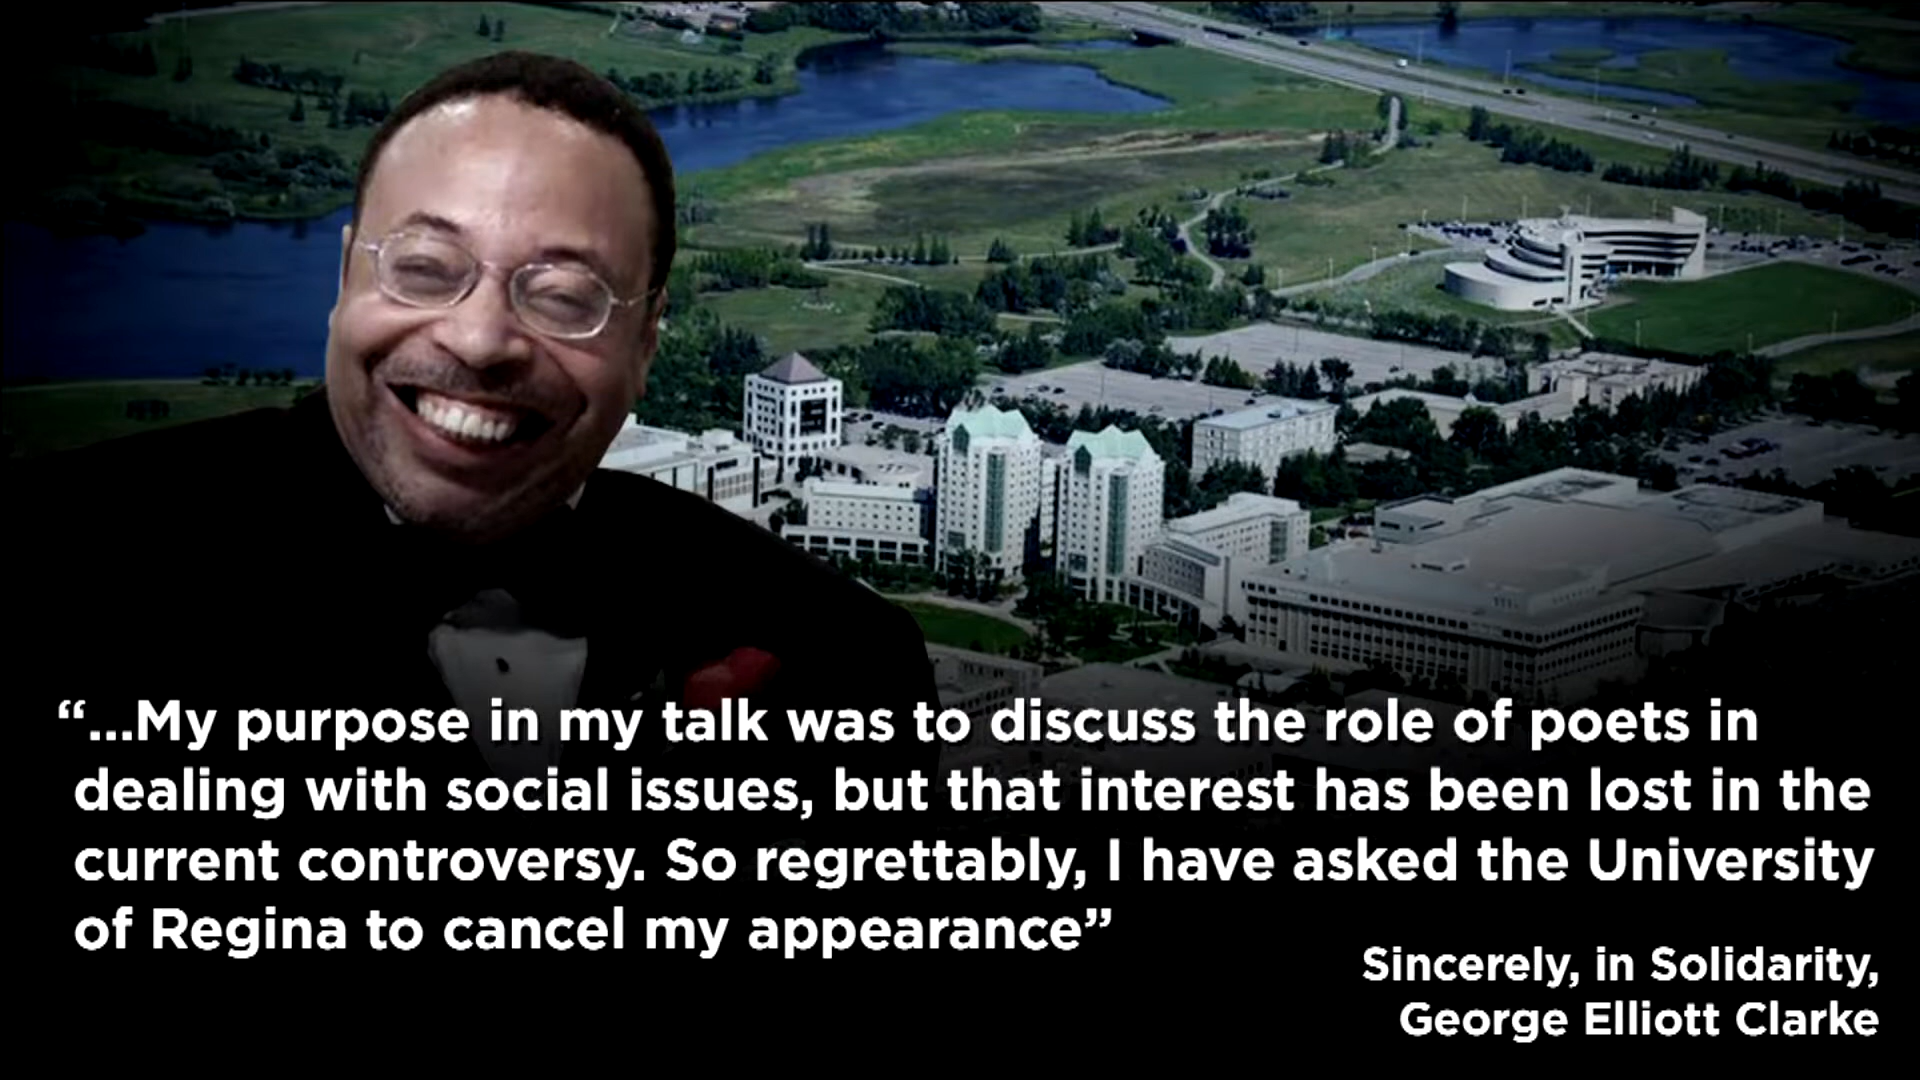 “...My purpose in my talk was to discuss the role of poets in
dealing with social issues, but that interest has been lost in the
current controversy. So regrettably, I have asked the University
of Regina to cancel my appearance”
Sincerely, in Solidarity,
George Elliott Clarke